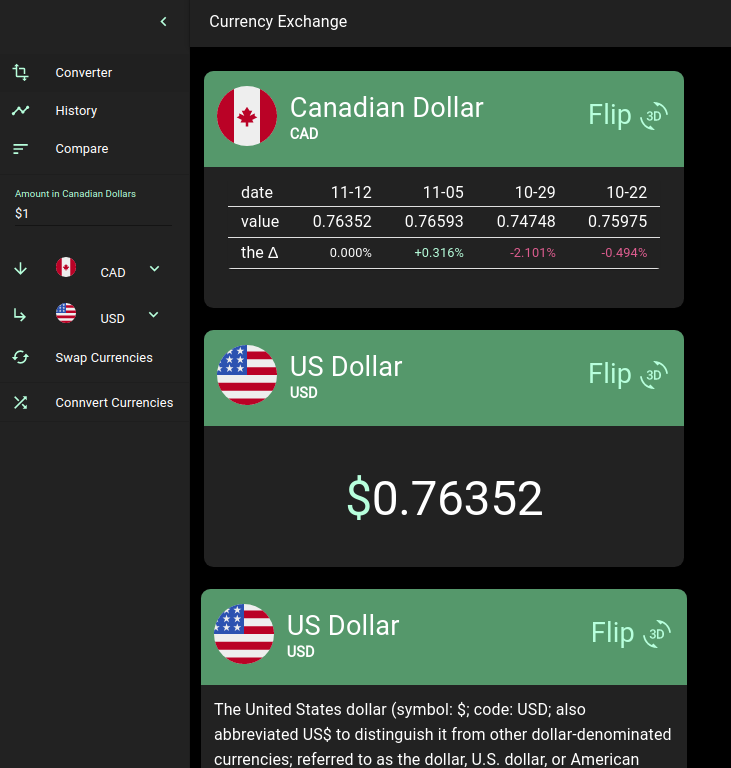 Currency Exchange
Converter
History
Compare
Amount in Canadian Dollars
$1
CAD
USD
Swap Currencies
Connvert Currencies
Canadian Dollar
CAD
Flip 3D
date 11-12 11-05 10-29 10-22
value 0.76352 0.76593 0.74748 0.75975
the Δ 0.000% +0.316% -2.101% -0.494%
US Dollar
USD
Flip 3D
$0.76352
US Dollar
USD
Flip 3D
The United States dollar (symbol: $; code: USD; also
abbreviated US$ to distinguish it from other dollar-denominated
currencies; referred to as the dollar, U.S. dollar, or American